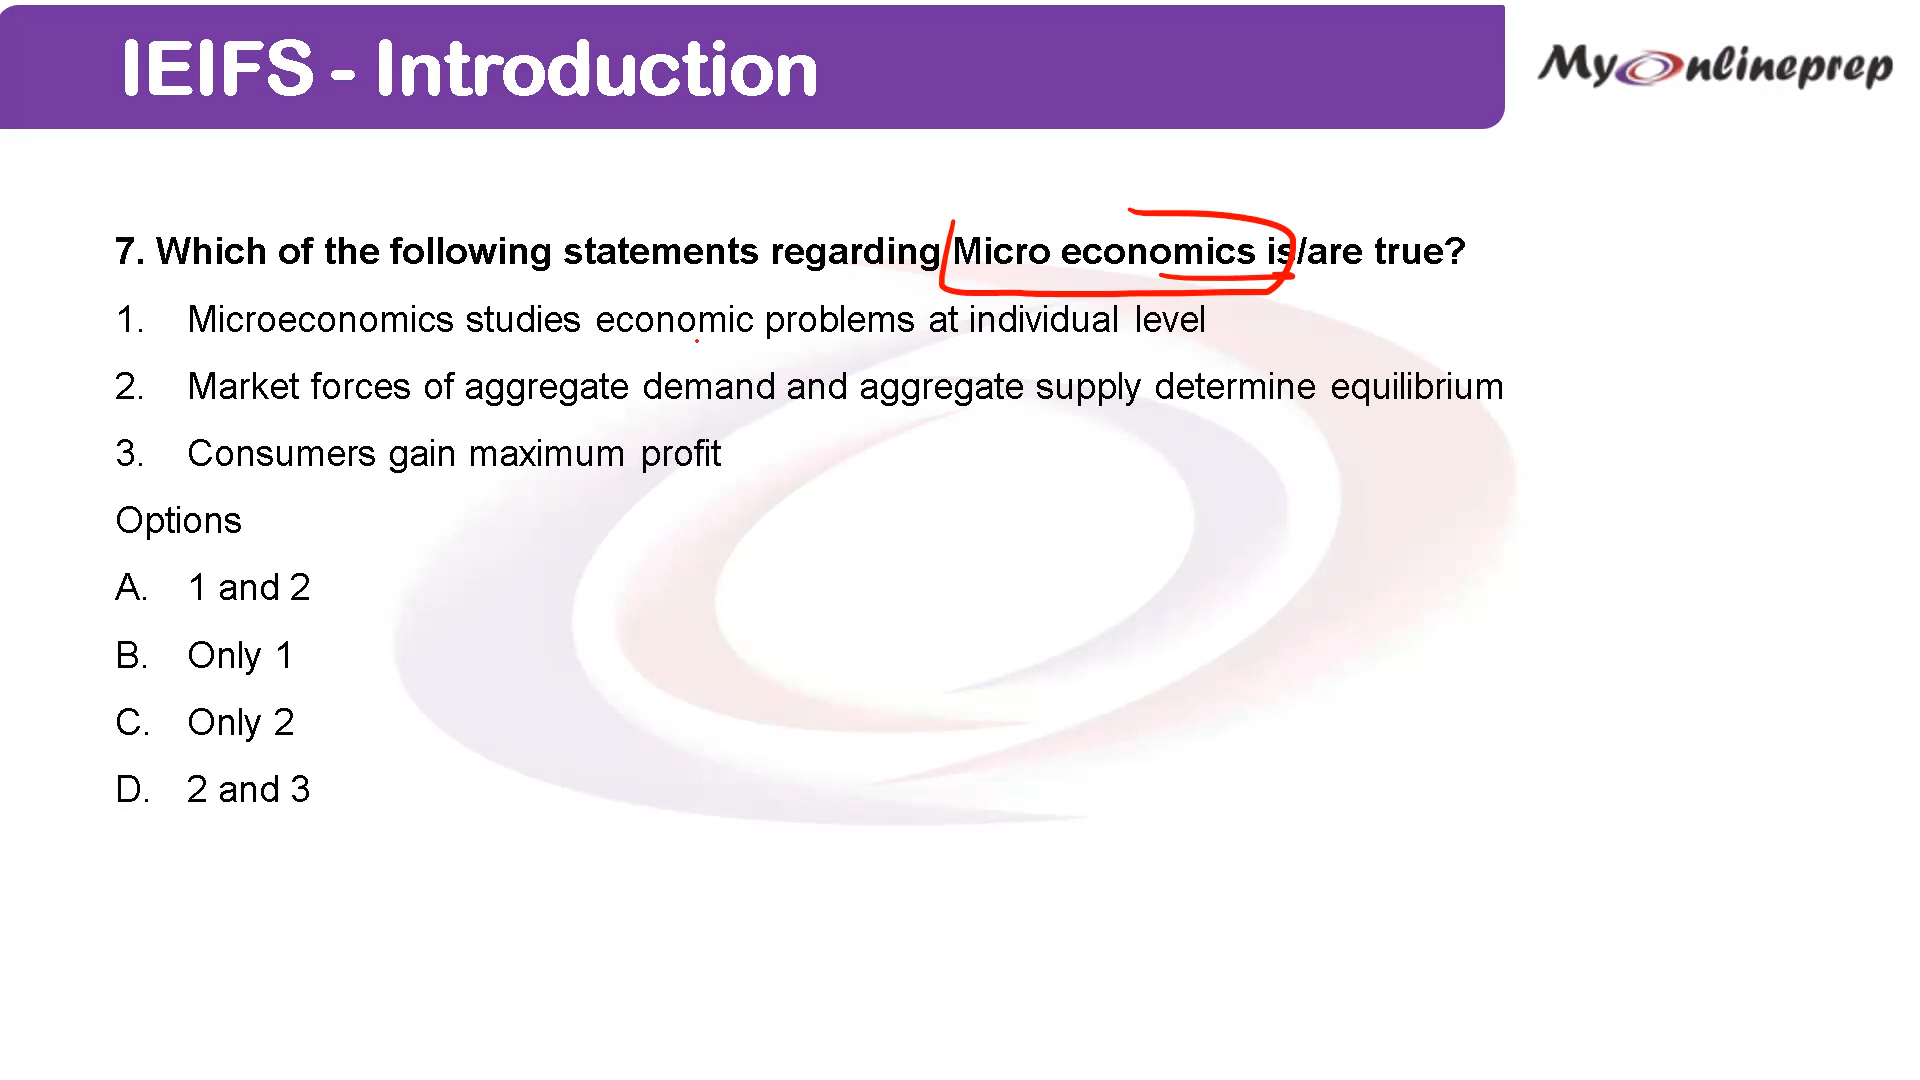 IEIFS - Introduction
MyOnlineprep
7. Which of the following statements regarding Micro economics is/are true?
1. Microeconomics studies economic problems at individual level
2. Market forces of aggregate demand and aggregate supply determine equilibrium
3. Consumers gain maximum profit
Options
A. 1 and 2
B. Only 1
C. Only 2
D. 2 and 3